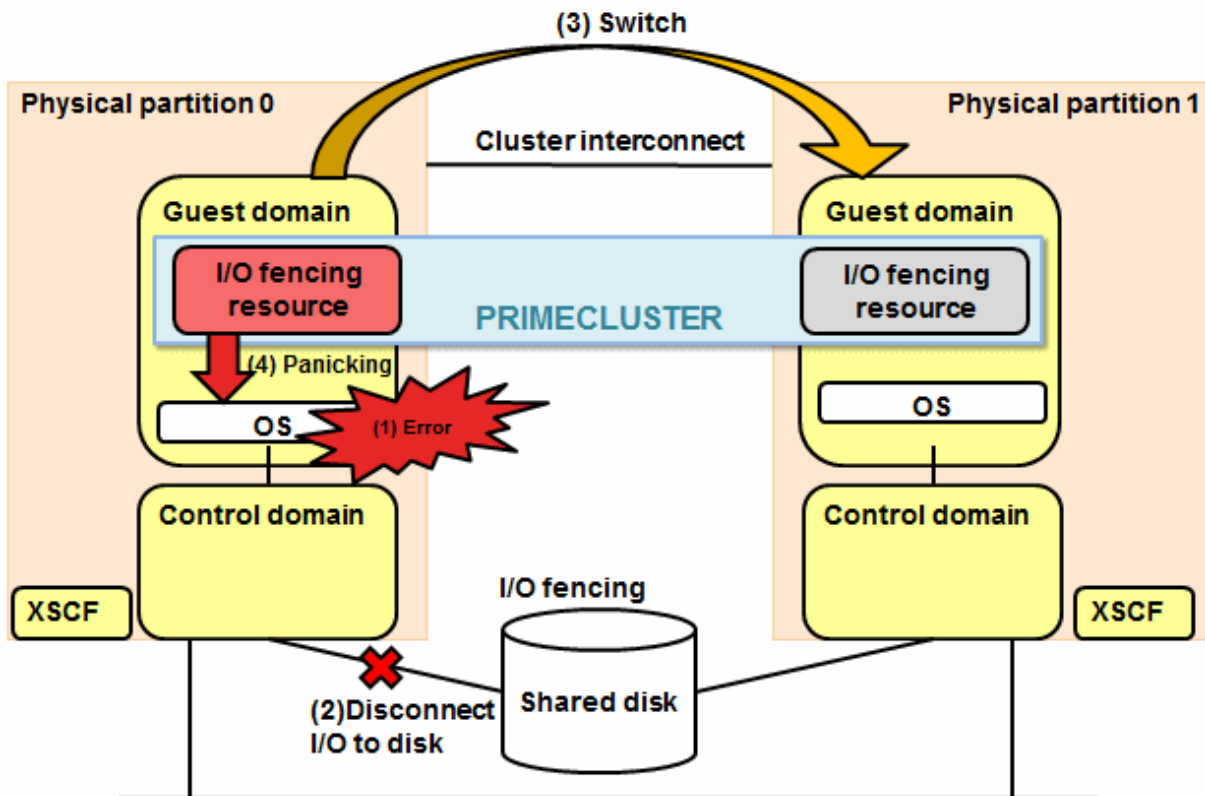 (3) Switch
Physical partition 0
Physical partition 1
Cluster interconnect
Guest domain
Guest domain
I/O fencing
resource
I/O fencing
resource
PRIMECLUSTER
(4) Panicking
OS
(1) Error
OS
Control domain
Control domain
I/O fencing
XSCF
XSCF
Shared disk
(2)Disconnect
I/O to disk